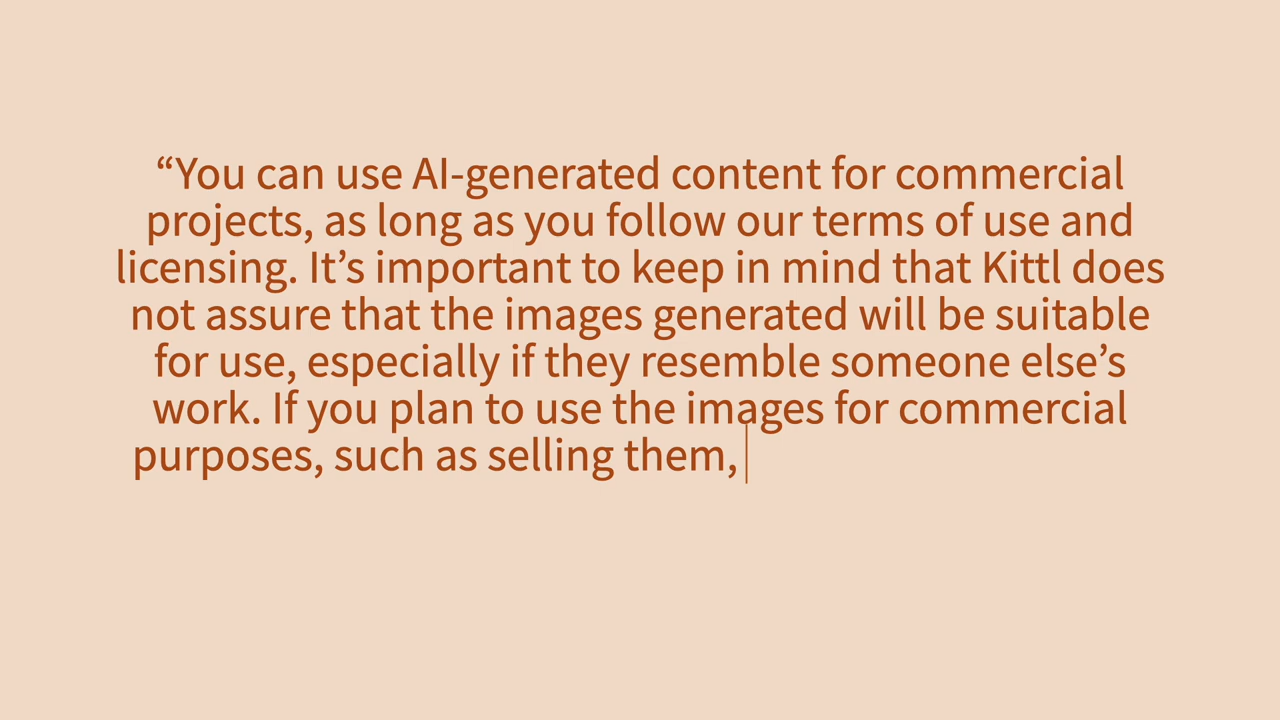 “You can use AI-generated content for commercial
projects, as long as you follow our terms of use and
licensing. It’s important to keep in mind that Kittl does
not assure that the images generated will be suitable
for use, especially if they resemble someone else’s
work. If you plan to use the images for commercial
purposes, such as selling them,